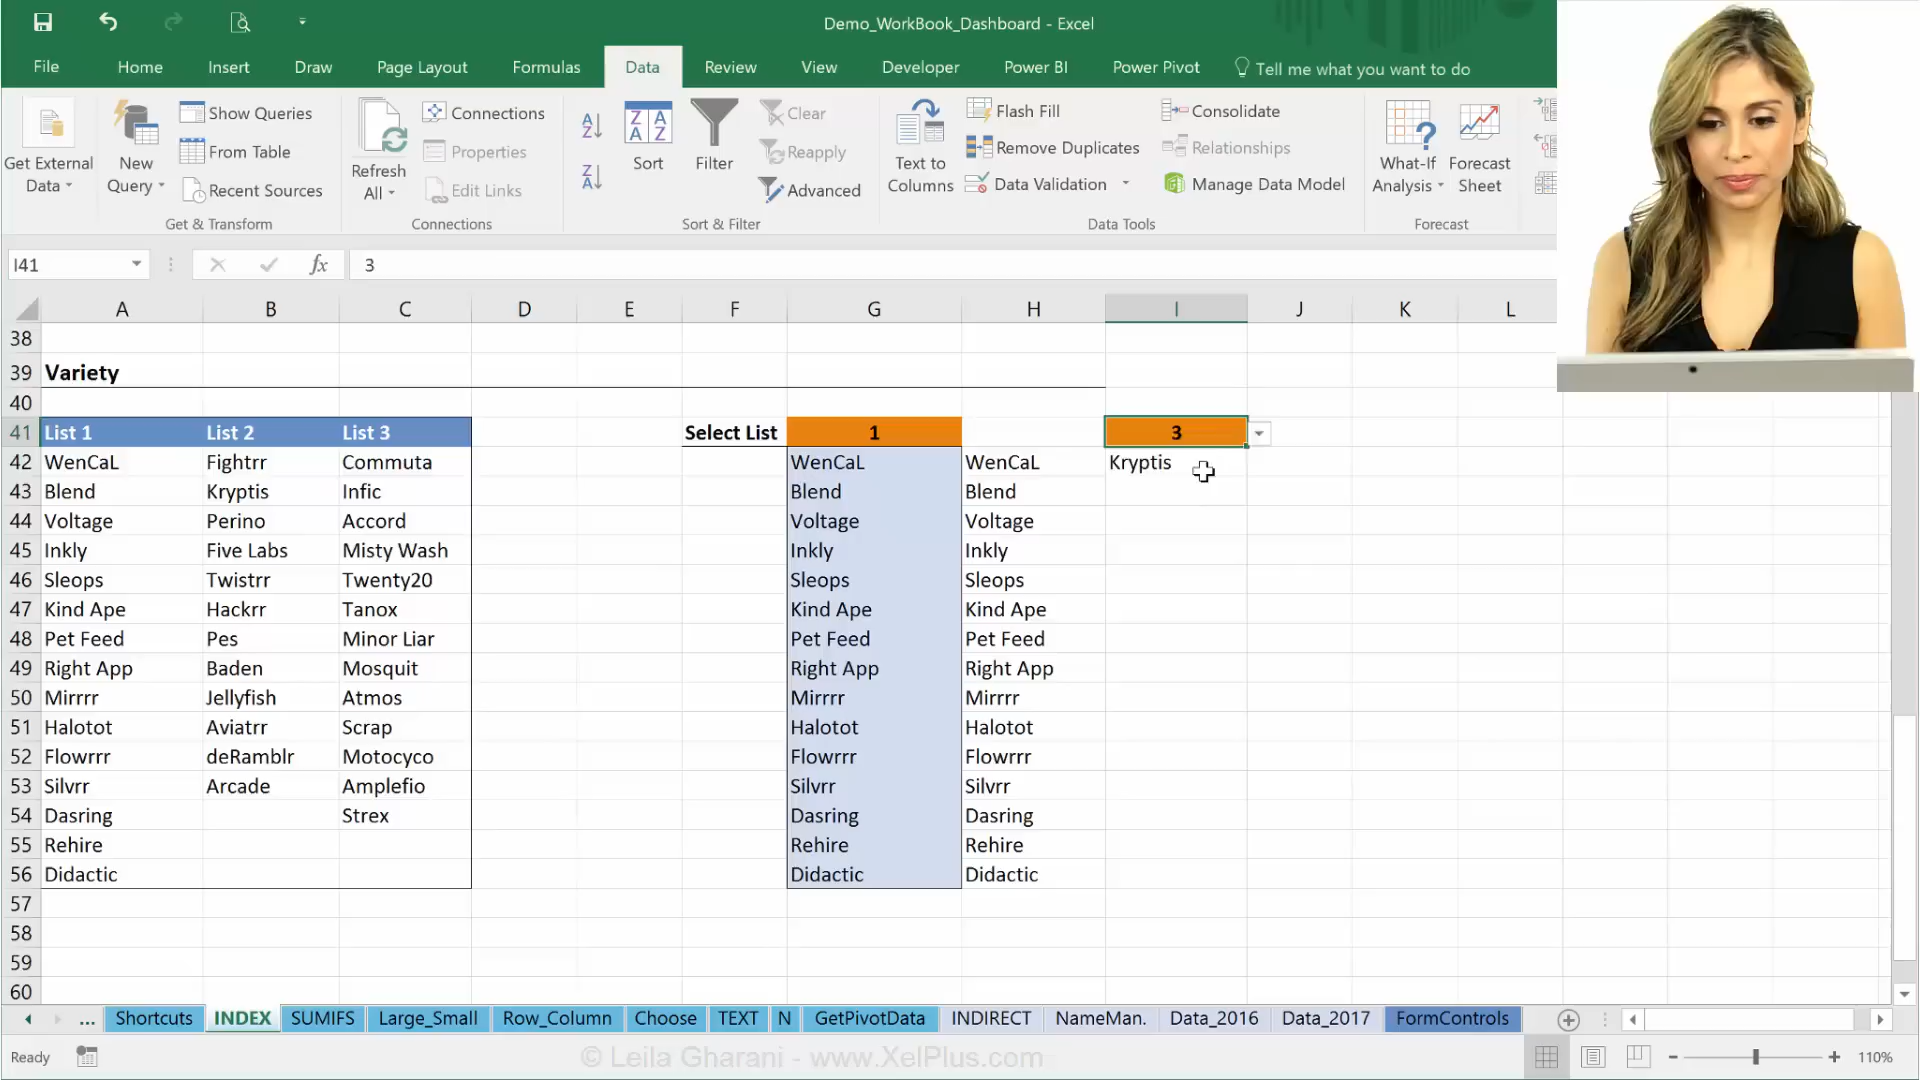 Demo_WorkBook_Dashboard - Excel
File Home Insert Draw Page Layout Formulas Data Review View Developer Power BI Power Pivot Tell me what you want to do
Get External Data
New Query
Show Queries
From Table
Recent Sources
Get & Transform
Refresh All
Connections
Properties
Edit Links
Connections
Sort
Filter
Clear
Reapply
Advanced
Sort & Filter
Text to Columns
Flash Fill
Remove Duplicates
Data Validation
Consolidate
Relationships
Manage Data Model
Data Tools
What-If Analysis
Forecast Sheet
Forecast
I41 fx 3
A B C D E F G H I J K L
38
39 Variety
40
41 List 1 List 2 List 3 Select List 1 3
42 WenCaL Fightrr Commuta WenCaL WenCaL Kryptis
43 Blend Kryptis Infic Blend Blend
44 Voltage Perino Accord Voltage Voltage
45 Inkly Five Labs Misty Wash Inkly Inkly
46 Sleops Twistrr Twenty20 Sleops Sleops
47 Kind Ape Hackrr Tanox Kind Ape Kind Ape
48 Pet Feed Pes Minor Liar Pet Feed Pet Feed
49 Right App Baden Mosquit Right App Right App
50 Mirrrr Jellyfish Atmos Mirrrr Mirrrr
51 Halotot Aviatrr Scrap Halotot Halotot
52 Flowrrr deRamblr Motocyco Flowrrr Flowrrr
53 Silvrr Arcade Amplefio Silvrr Silvrr
54 Dasring Strex Dasring Dasring
55 Rehire Rehire Rehire
56 Didactic Didactic Didactic
57
58
59
60
... Shortcuts INDEX SUMIFS Large_Small Row_Column Choose TEXT N GetPivotData INDIRECT NameMan. Data_2016 Data_2017 FormControls
Ready © Leila Gharani - www.XelPlus.com 110%